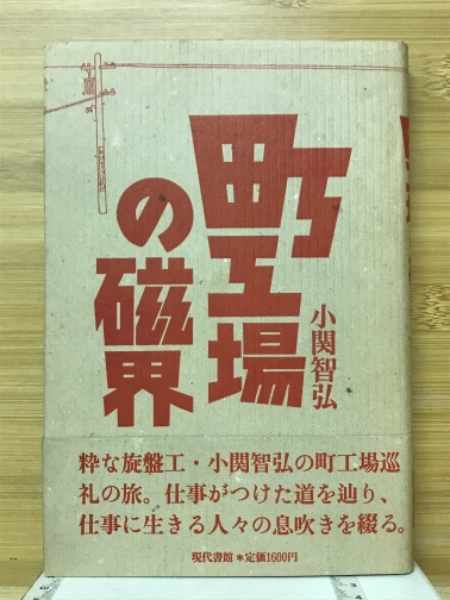 町工場
の磁界
小関智弘
粋な旋盤工・小関智弘の町工場巡
礼の旅。仕事がつけた道を辿り、
仕事に生きる人々の息吹きを綴る。
現代書館＊定価1600円